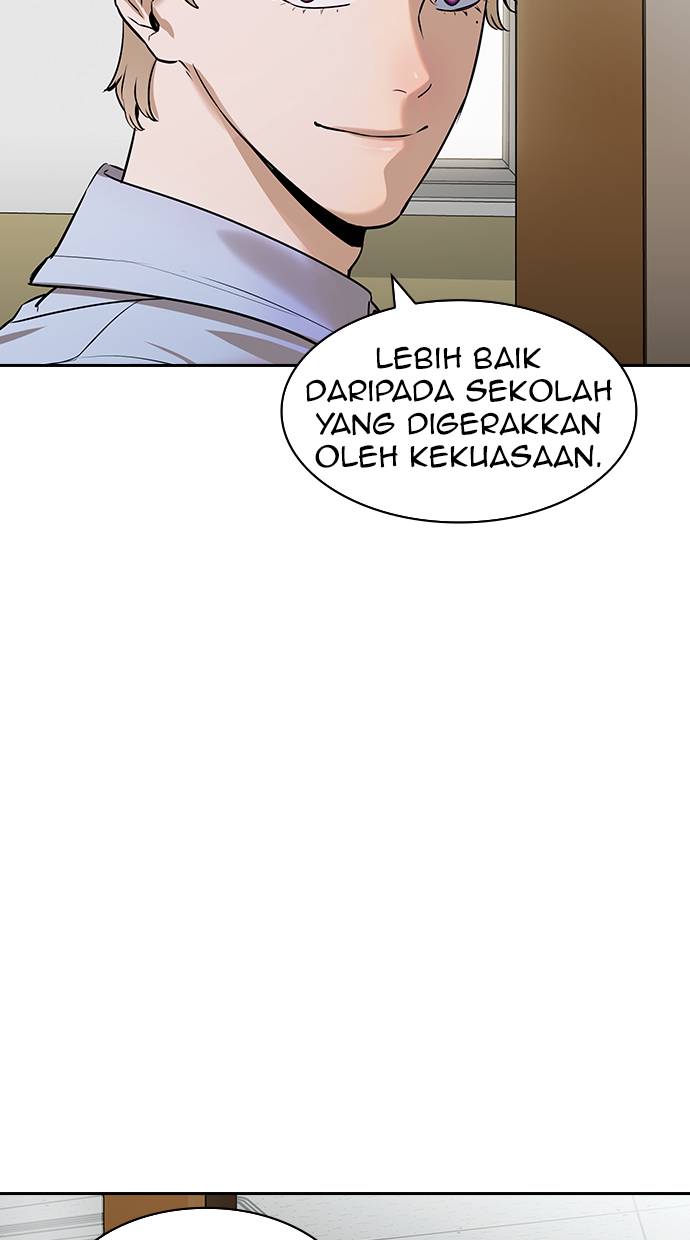 LEBIH BAIK
DARIPADA SEKOLAH
YANG DIGERAKKAN
OLEH KEKUASAAN.